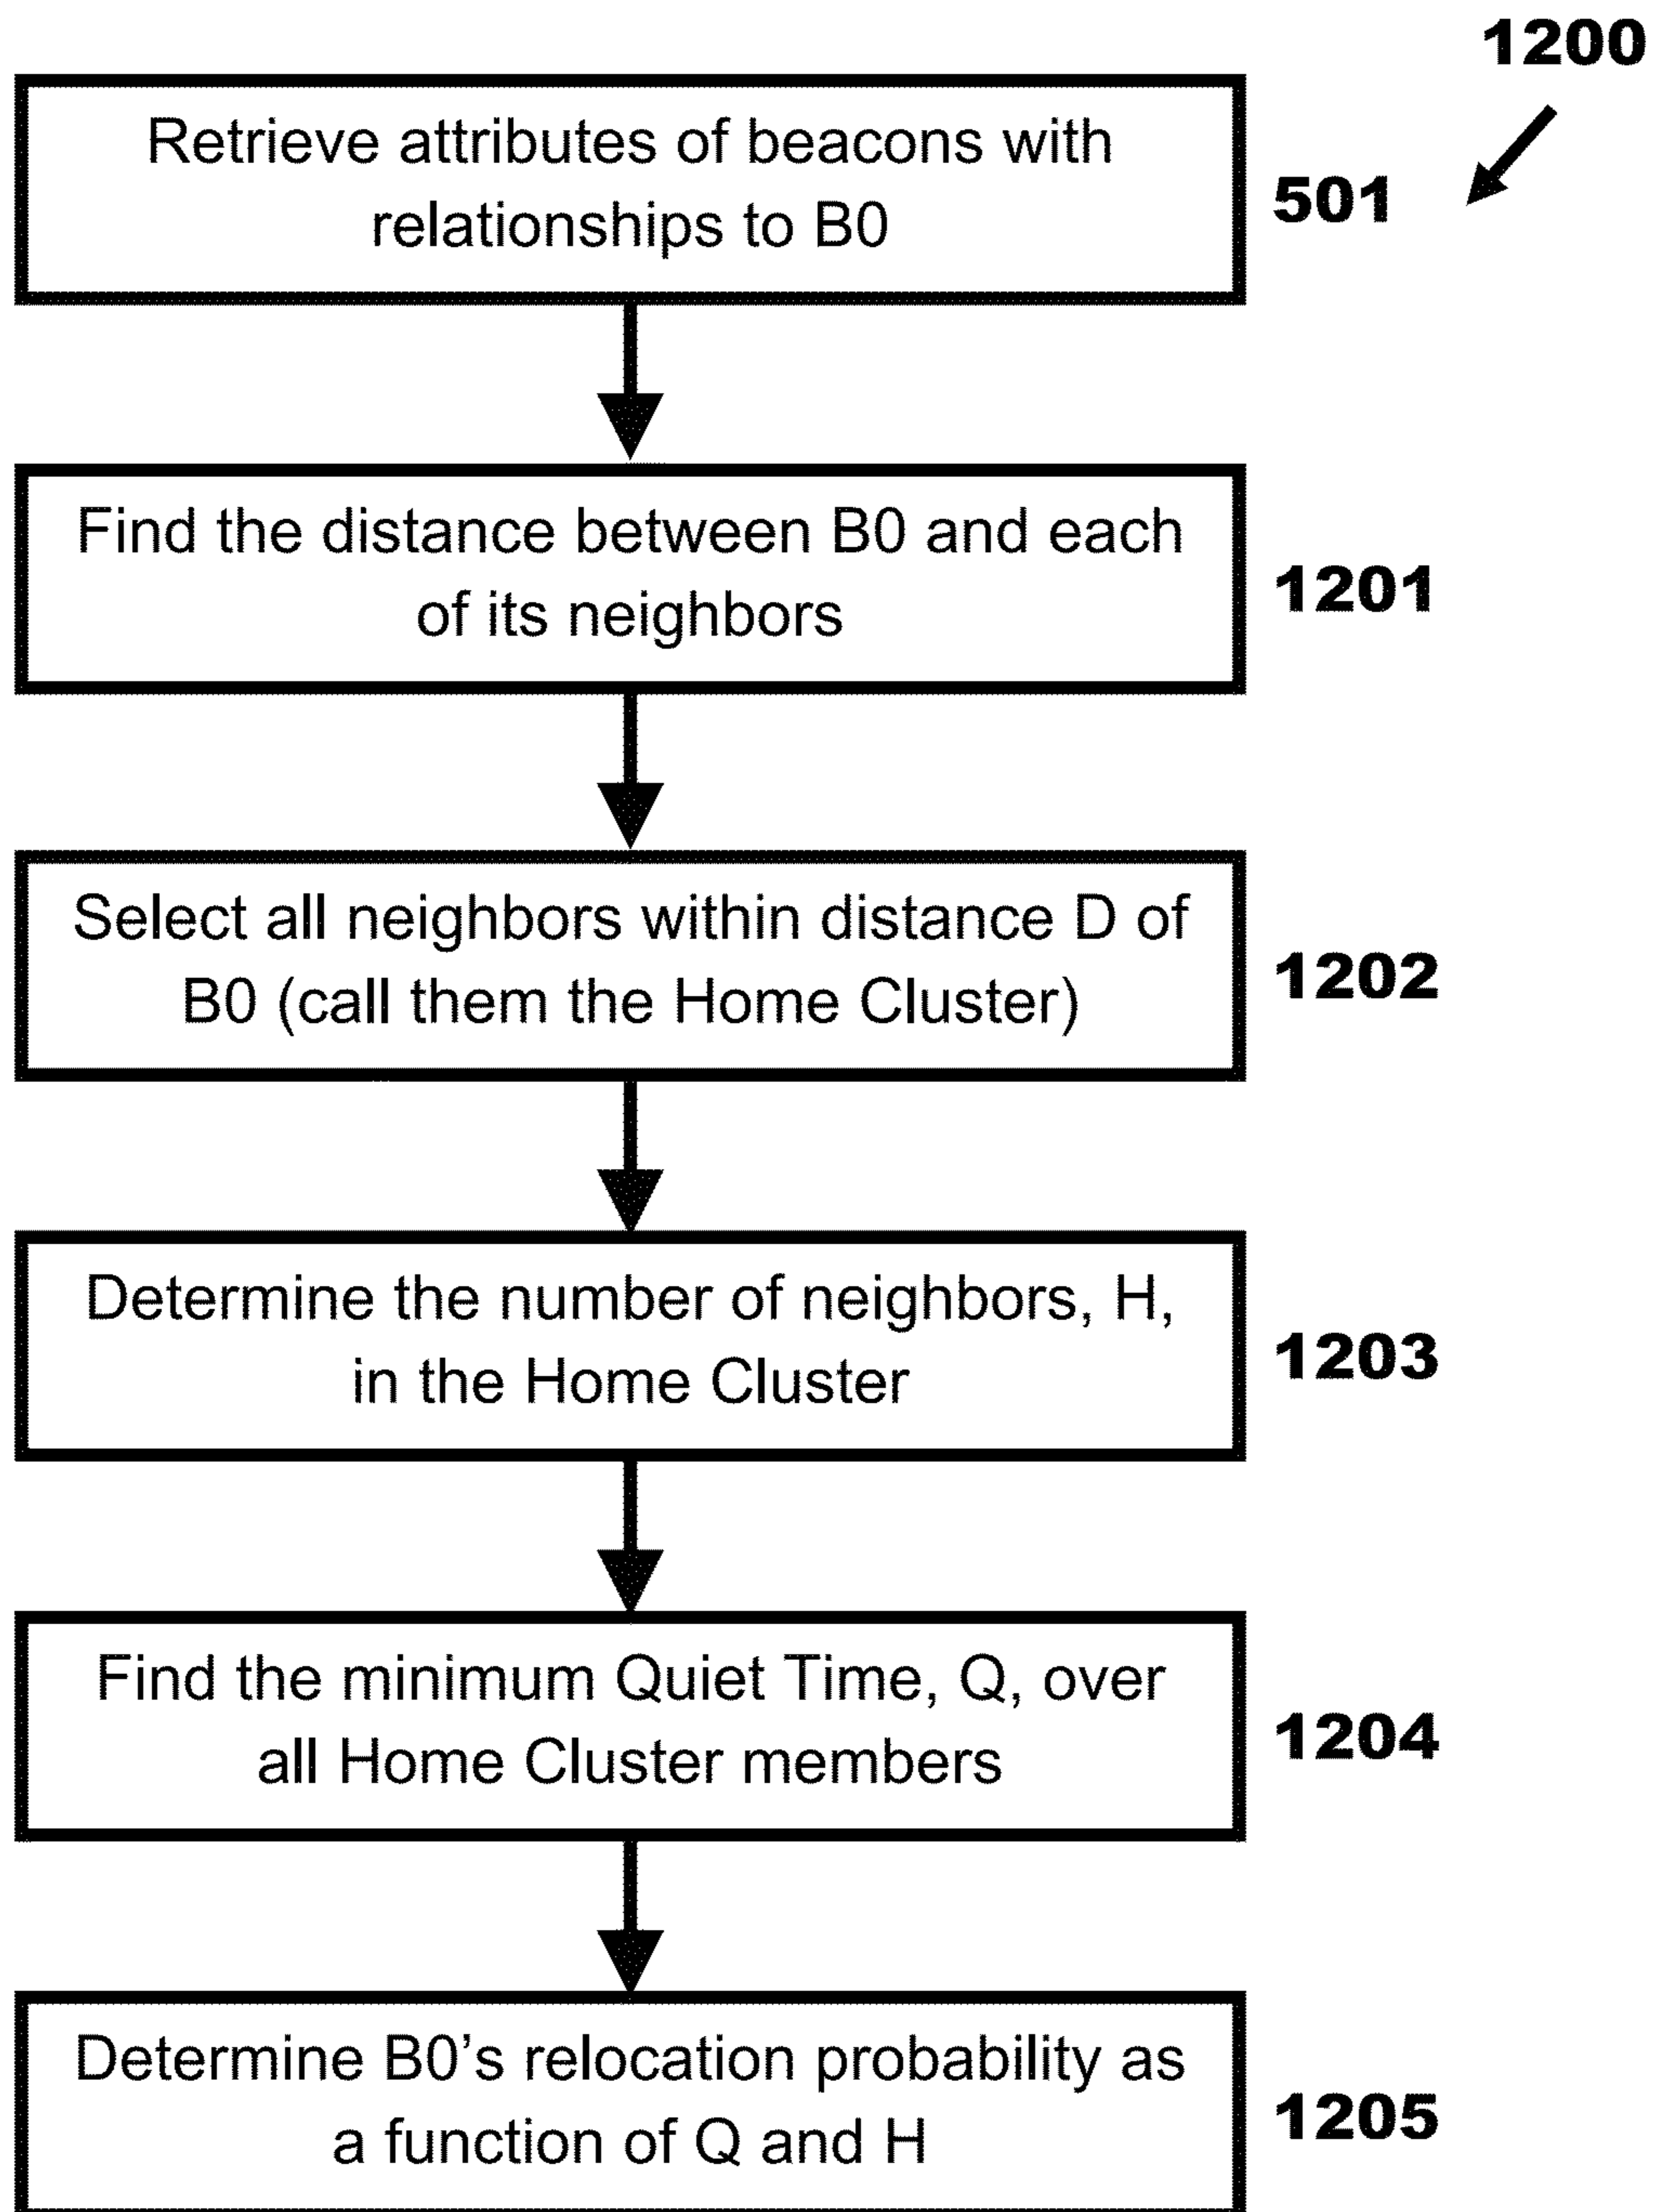 1200
Retrieve attributes of beacons with
relationships to B0
501
Find the distance between B0 and each
of its neighbors
1201
Select all neighbors within distance D of
B0 (call them the Home Cluster)
1202
Determine the number of neighbors, H,
in the Home Cluster
1203
Find the minimum Quiet Time, Q, over
all Home Cluster members
1204
Determine B0’s relocation probability as
a function of Q and H
1205